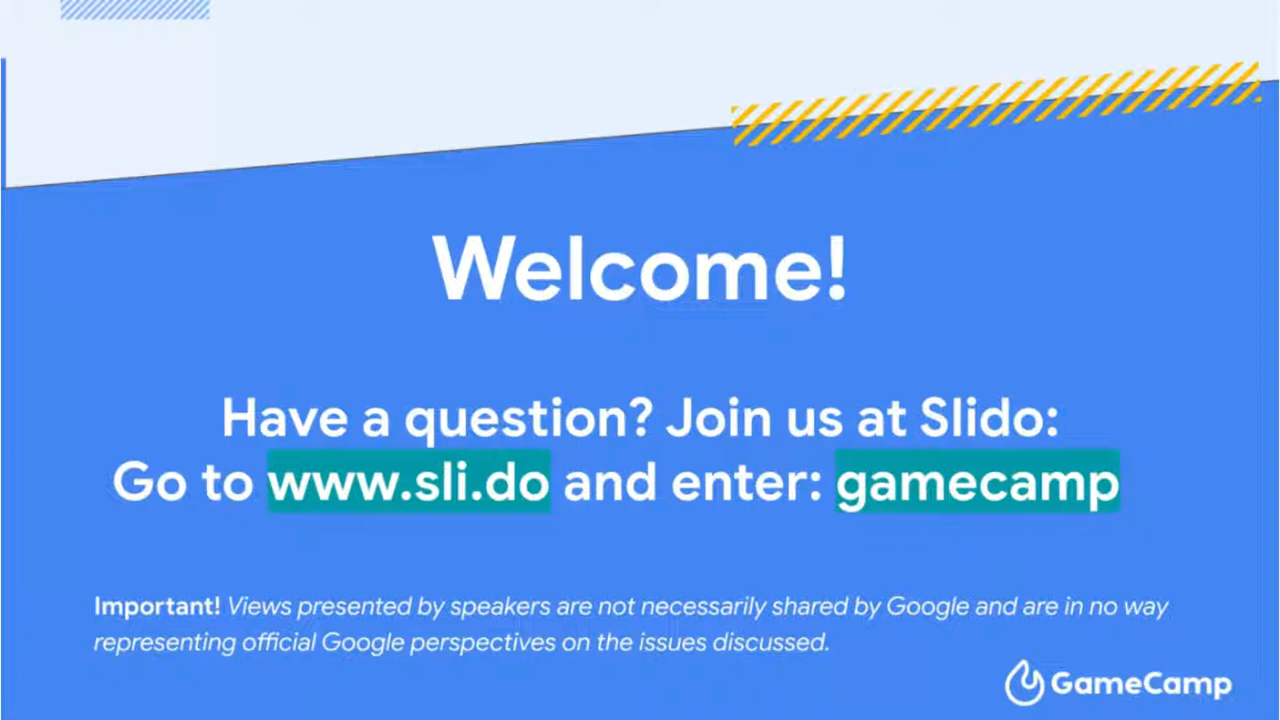 Welcome!
Have a question? Join us at Slido:
Go to www.sli.do and enter: gamecamp
Important! Views presented by speakers are not necessarily shared by Google and are in no way
representing official Google perspectives on the issues discussed.
GameCamp